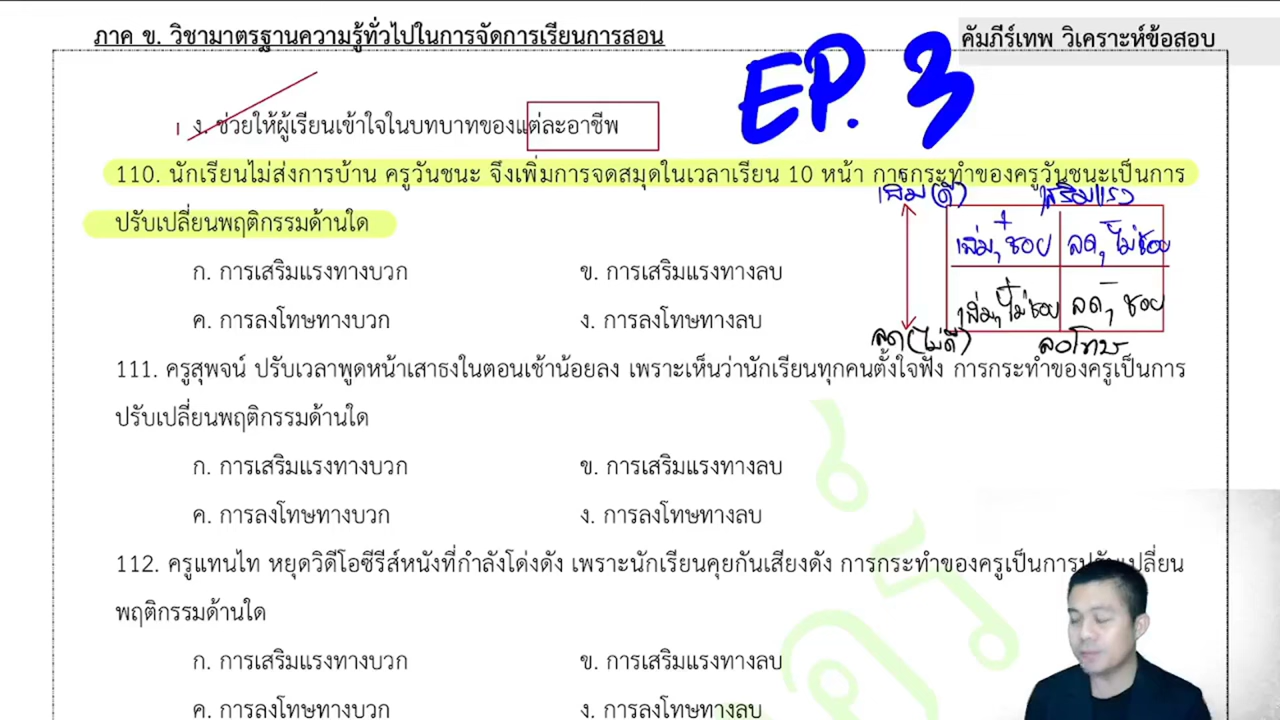 ภาค ข. วิชามาตรฐานความรู้ทั่วไปในการจัดการเรียนการสอน
คัมภีร์เทพ วิเคราะห์ข้อสอบ
EP. 3
ง. ช่วยให้ผู้เรียนเข้าใจในบทบาทของแต่ละอาชีพ
110. นักเรียนไม่ส่งการบ้าน ครูวันชนะ จึงเพิ่มการจดสมุดในเวลาเรียน 10 หน้า การกระทำของครูวันชนะเป็นการ
ปรับเปลี่ยนพฤติกรรมด้านใด
เพิ่ม (ดี) เสริมแรง
+ -
เพิ่ม, ชอบ ลด, ไม่ชอบ
+ -
เพิ่ม, ไม่ชอบ ลด, ชอบ
ลด (ไม่ดี) ลงโทษ
ก. การเสริมแรงทางบวก ข. การเสริมแรงทางลบ
ค. การลงโทษทางบวก ง. การลงโทษทางลบ
111. ครูสุพจน์ ปรับเวลาพูดหน้าเสาธงในตอนเช้าน้อยลง เพราะเห็นว่านักเรียนทุกคนตั้งใจฟัง การกระทำของครูเป็นการ
ปรับเปลี่ยนพฤติกรรมด้านใด
ก. การเสริมแรงทางบวก ข. การเสริมแรงทางลบ
ค. การลงโทษทางบวก ง. การลงโทษทางลบ
112. ครูแทนไท หยุดวิดีโอซีรีส์หนังที่กำลังโด่งดัง เพราะนักเรียนคุยกันเสียงดัง การกระทำของครูเป็นการปรับเปลี่ยน
พฤติกรรมด้านใด
ก. การเสริมแรงทางบวก ข. การเสริมแรงทางลบ
ค. การลงโทษทางบวก ง. การลงโทษทางลบ